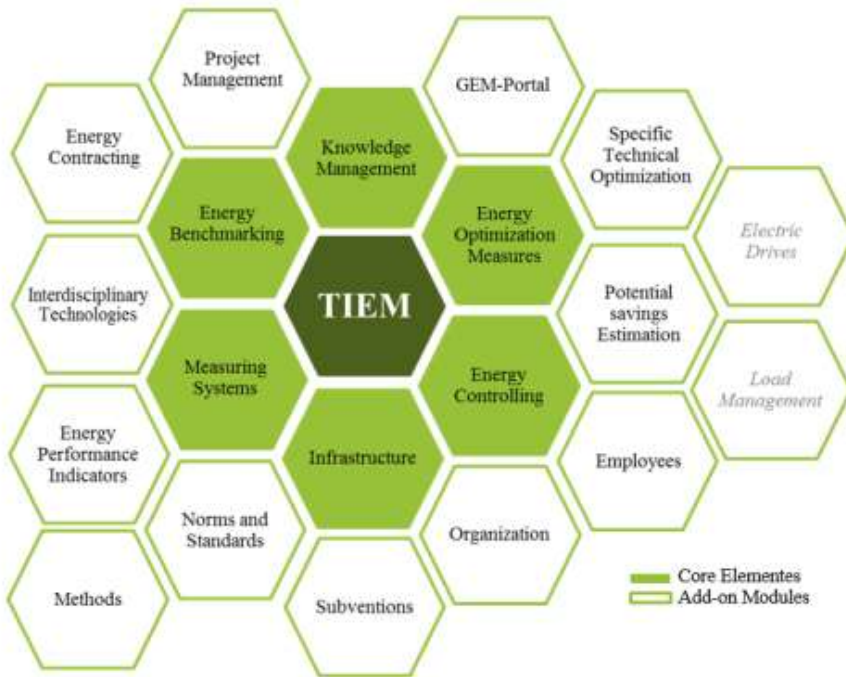 Project
Management
GEM-Portal
Energy
Contracting
Knowledge
Management
Specific
Technical
Optimization
Energy
Benchmarking
Energy
Optimization
Measures
Electric
Drives
Interdisciplinary
Technologies
TIEM
Potential
savings
Estimation
Measuring
Systems
Energy
Controlling
Load
Management
Energy
Performance
Indicators
Infrastructure
Employees
Norms and
Standards
Organization
Methods
Subventions
Core Elementes
Add-on Modules